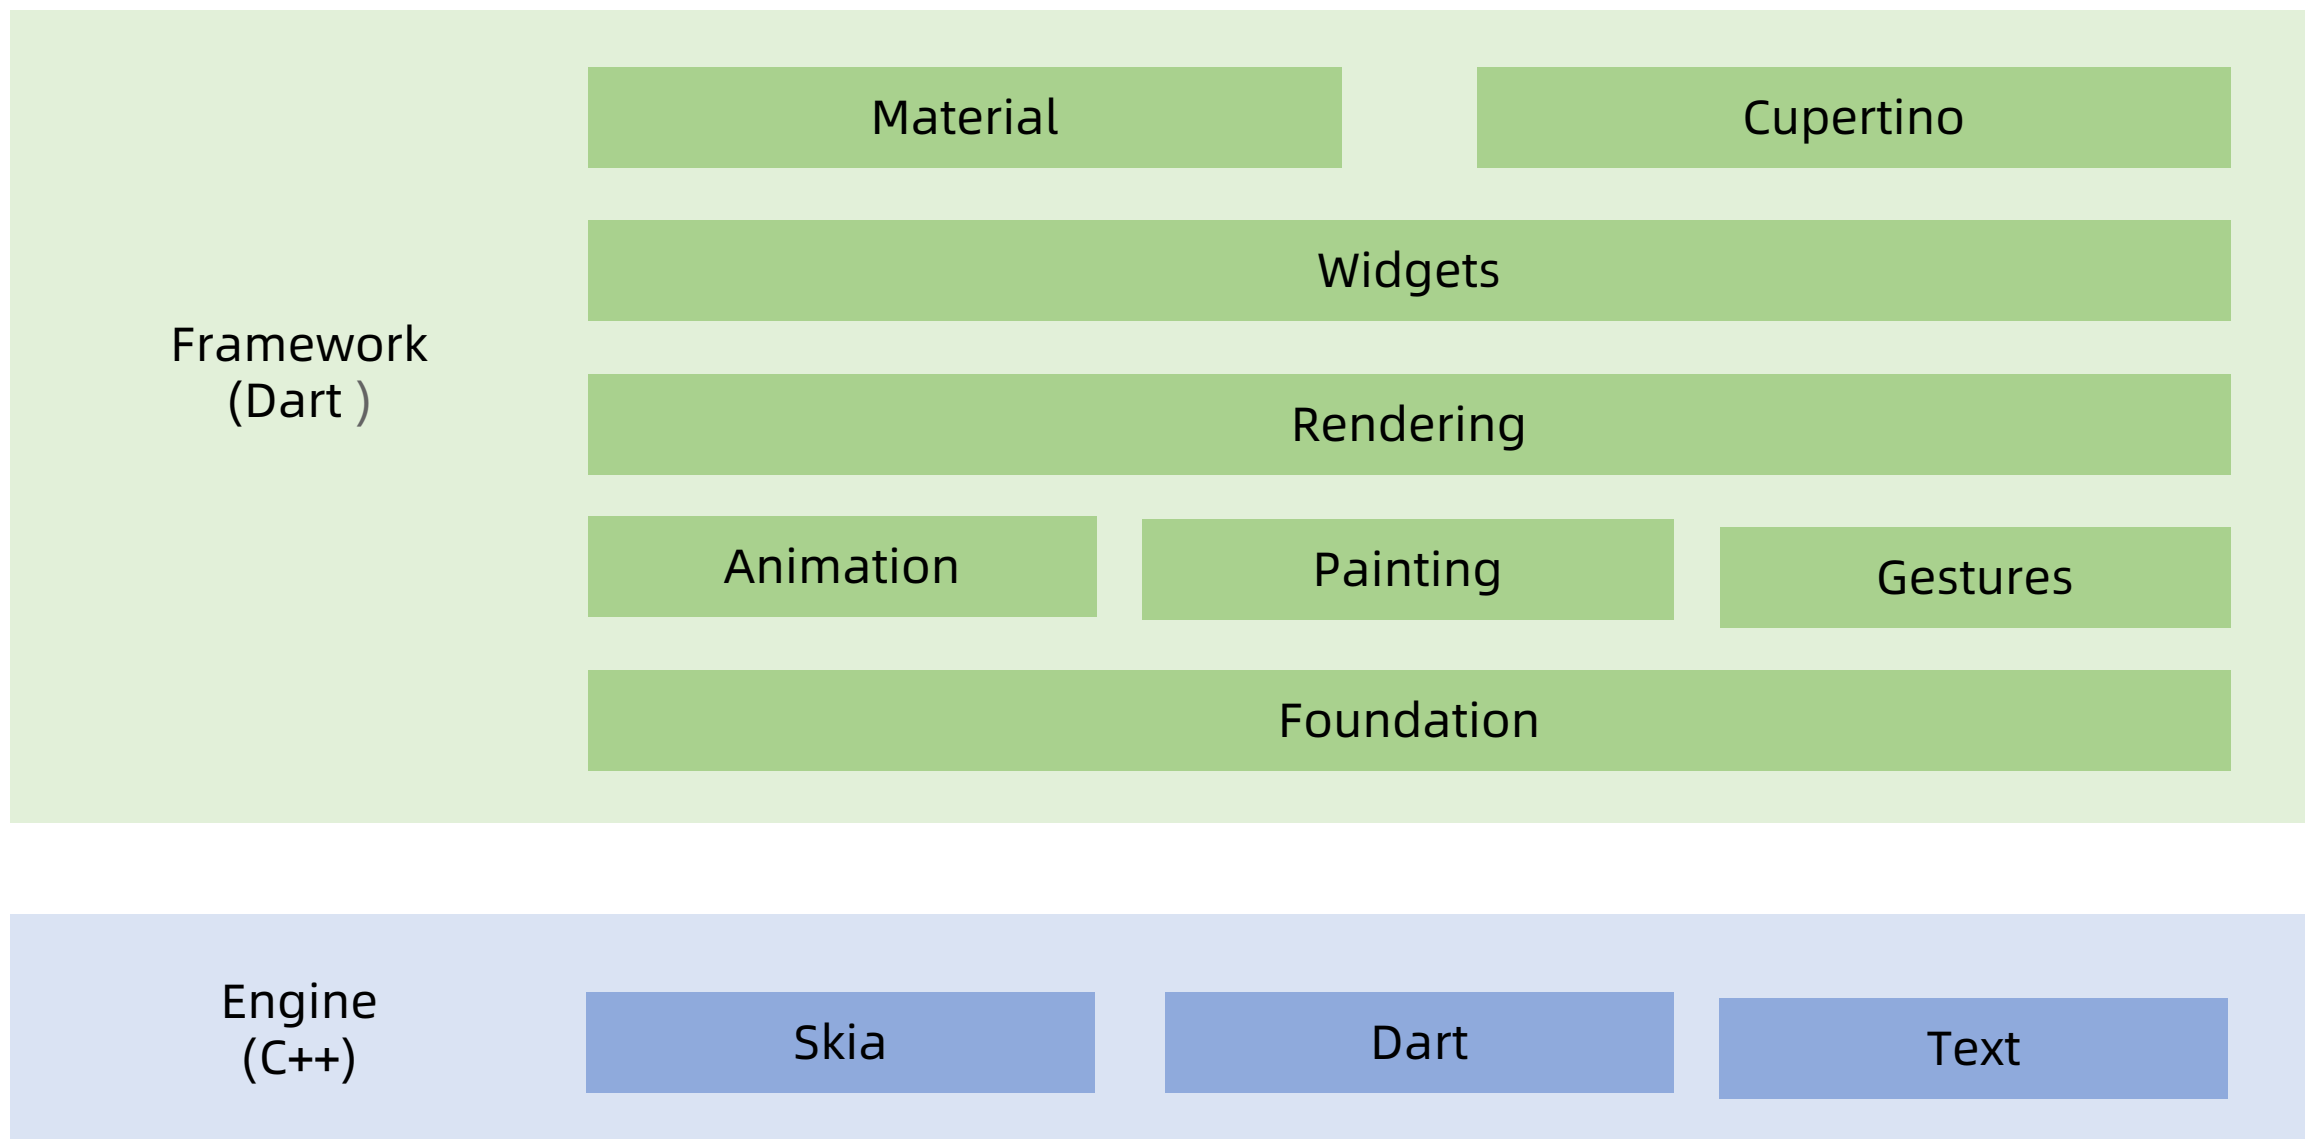 Material
Cupertino
Widgets
Framework
(Dart )
Rendering
Animation
Painting
Gestures
Foundation
Engine
(C++)
Skia
Dart
Text